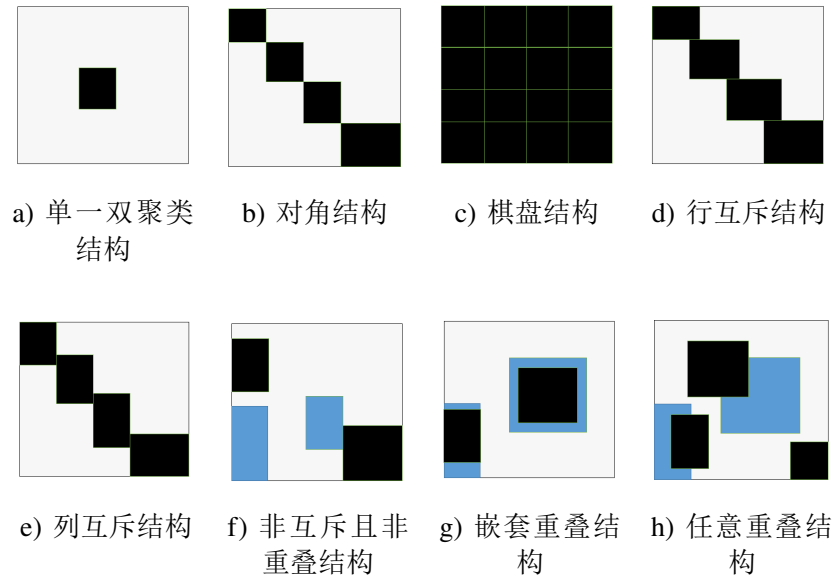 a) 单一双聚类
结构
b) 对角结构
c) 棋盘结构
d) 行互斥结构
e) 列互斥结构
f) 非互斥且非
重叠结构
g) 嵌套重叠结
构
h) 任意重叠结
构